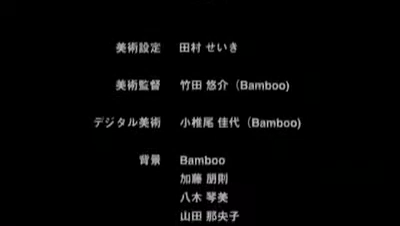 美術設定 田村 せいき
美術監督 竹田 悠介（Bamboo)
デジタル美術 小椎尾 佳代（Bamboo)
背景 Bamboo
加藤 朋則
八木 琴美
山田 那央子